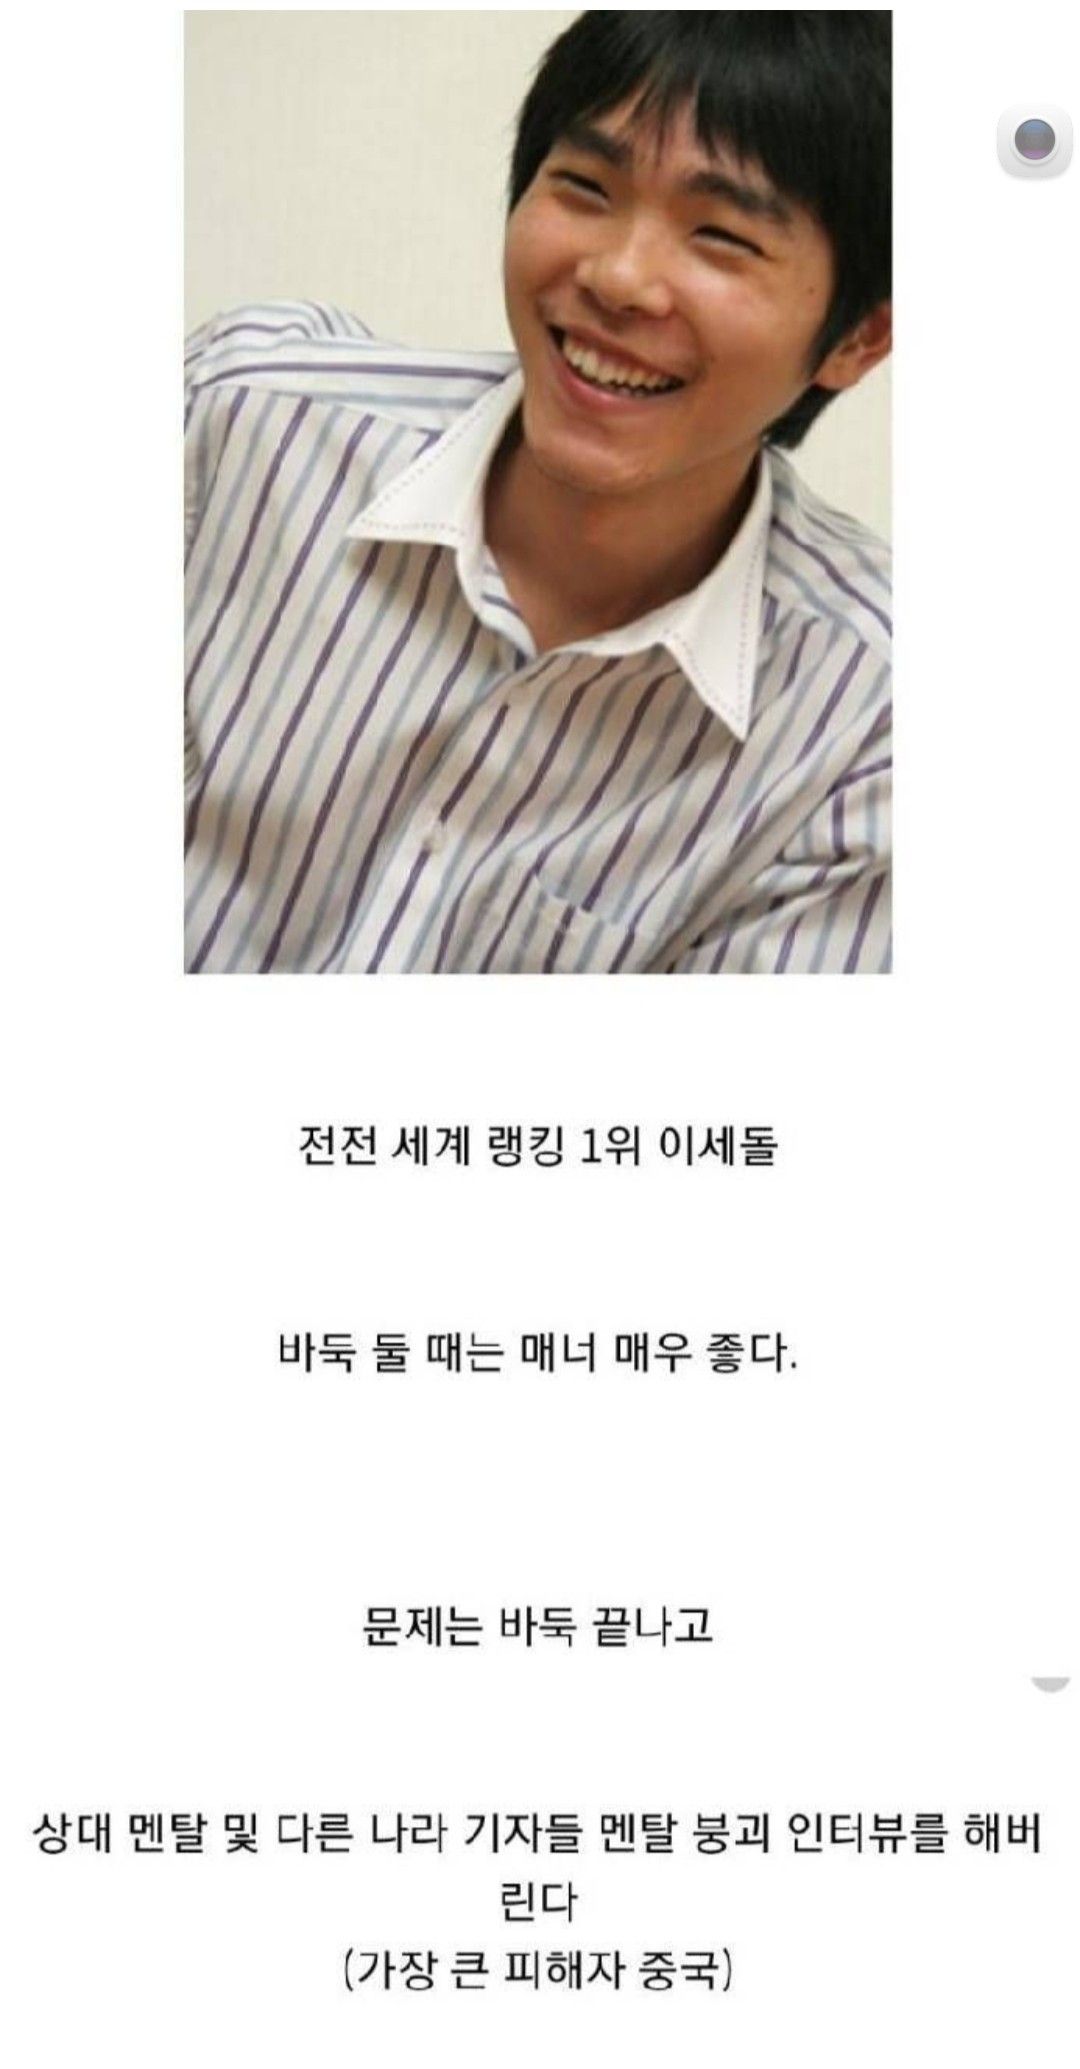 전전 세계 랭킹 1위 이세돌
바둑 둘 때는 매너 매우 좋다.
문제는 바둑 끝나고
상대 멘탈 및 다른 나라 기자들 멘탈 붕괴 인터뷰를 해버
린다
(가장 큰 피해자 중국)